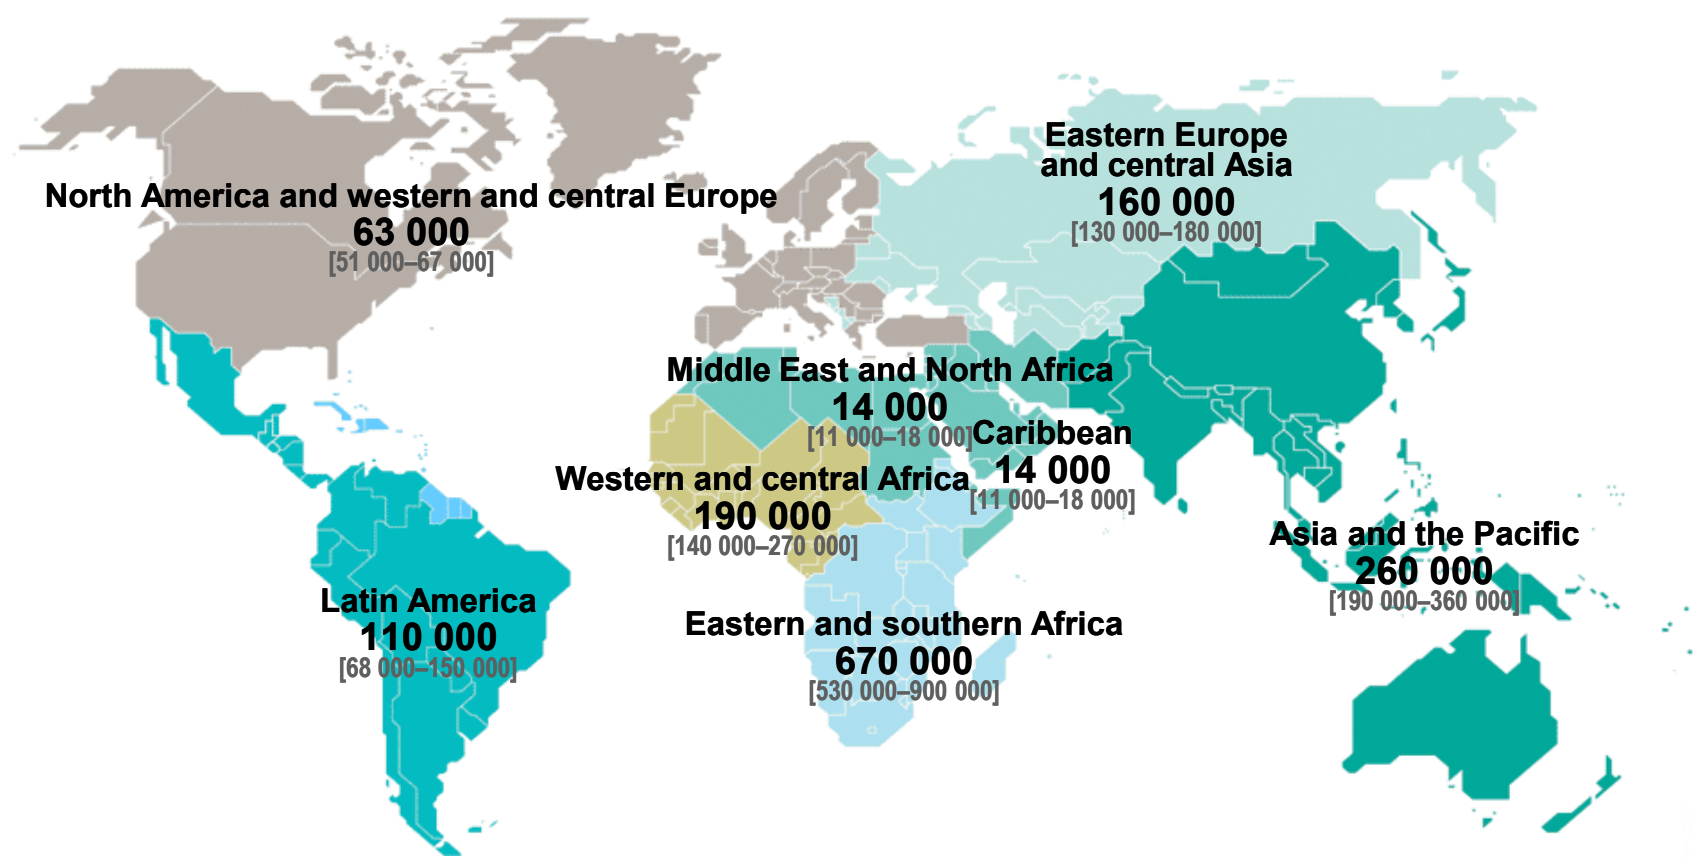 Eastern Europe
and central Asia
160 000
[130 000–180 000]
North America and western and central Europe
63 000
[51 000–67 000]
Middle East and North Africa
14 000
[11 000–18 000]
Caribbean
14 000
[11 000–18 000]
Western and central Africa
190 000
[140 000–270 000]
Asia and the Pacific
260 000
[190 000–360 000]
Latin America
110 000
[68 000–150 000]
Eastern and southern Africa
670 000
[530 000–900 000]